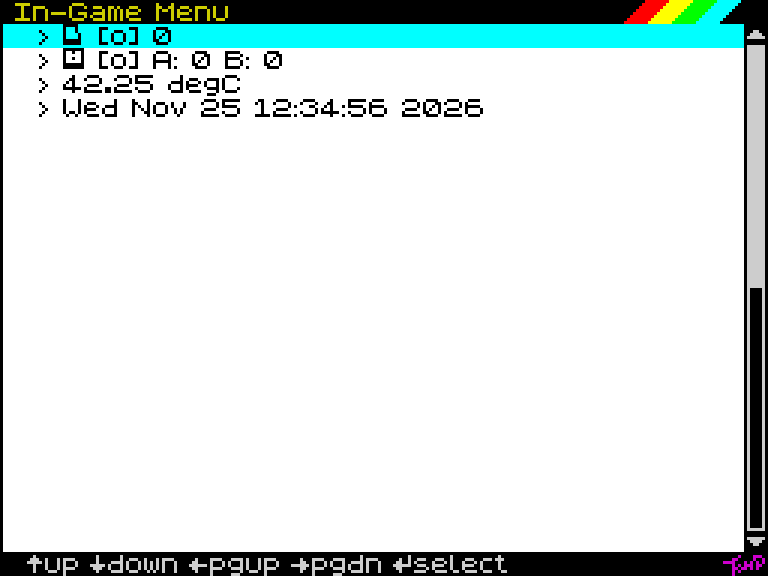 In-Game Menu
> [o] 0
> [o] A: 0 B: 0
> 42.25 degC
> Wed Nov 25 12:34:56 2026
↑up ↓down ←pgup →pgdn ↵select